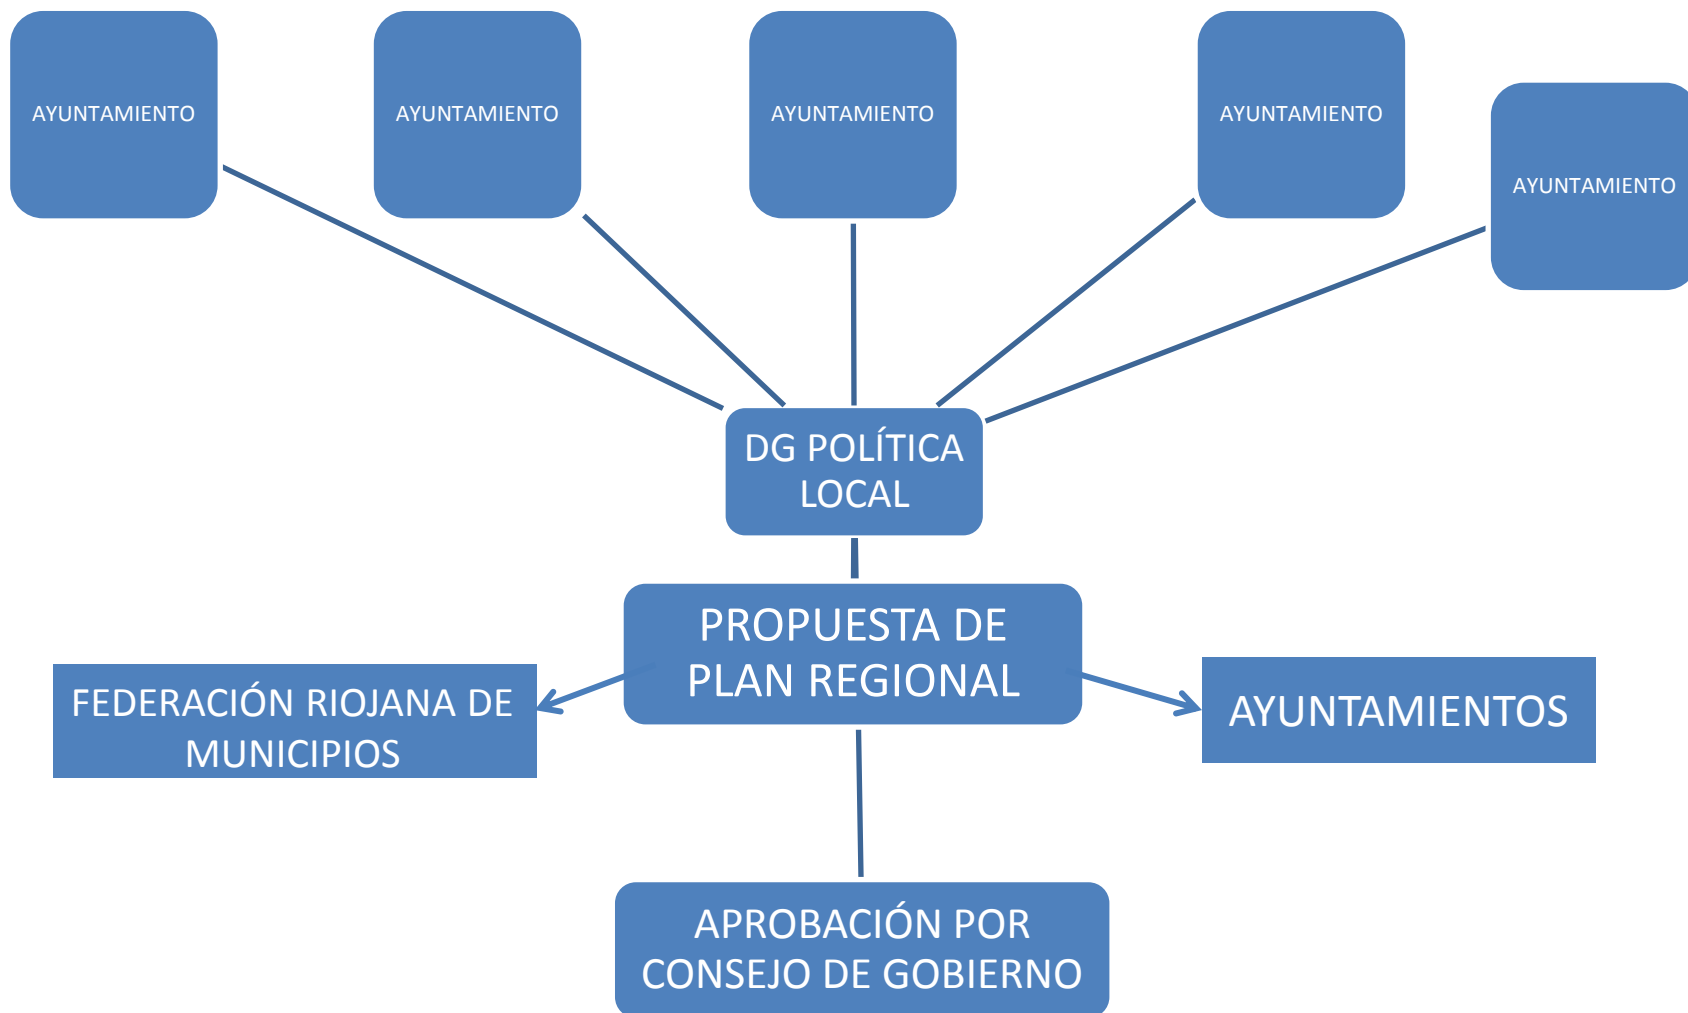 AYUNTAMIENTO
AYUNTAMIENTO
AYUNTAMIENTO
AYUNTAMIENTO
AYUNTAMIENTO
DG POLÍTICA
LOCAL
PROPUESTA DE
PLAN REGIONAL
FEDERACIÓN RIOJANA DE
MUNICIPIOS
AYUNTAMIENTOS
APROBACIÓN POR
CONSEJO DE GOBIERNO